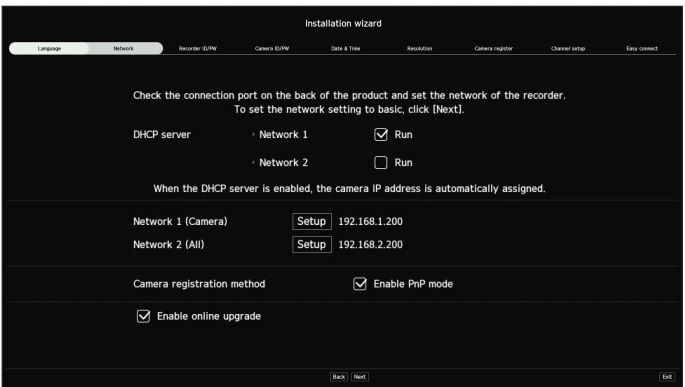 Installation wizard
Language Network Recorder ID/PW Camera ID/PW Date & Time Resolution Camera register Channel setup Easy connect
Check the connection port on the back of the product and set the network of the recorder.
To set the network setting to basic, click [Next].
DHCP server Network 1 Run
Network 2 Run
When the DHCP server is enabled, the camera IP address is automatically assigned.
Network 1 (Camera) Setup 192.168.1.200
Network 2 (All) Setup 192.168.2.200
Camera registration method Enable PnP mode
Enable online upgrade
Back Next Exit